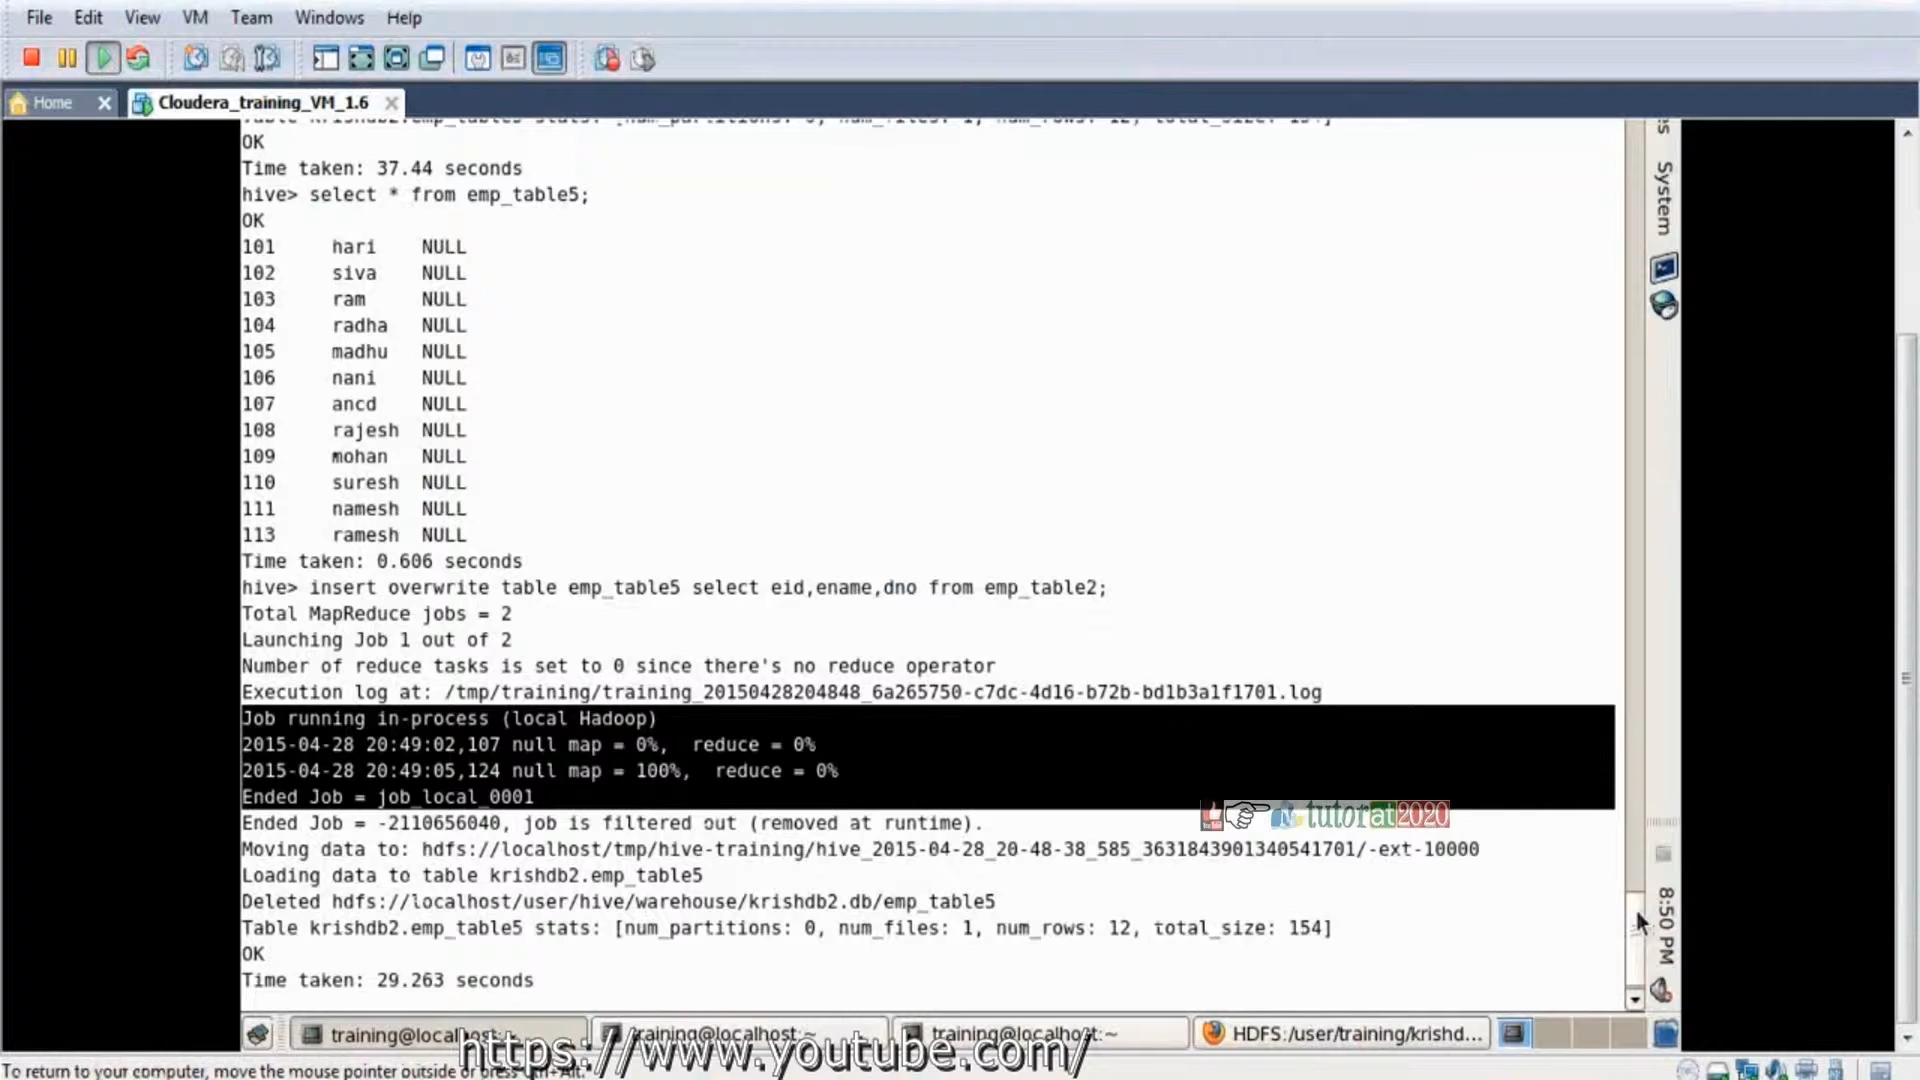 File Edit View VM Team Windows Help
Home Cloudera_training_VM_1.6
Table krishdb2.emp_table5 stats: [num_partitions: 0, num_files: 1, num_rows: 12, total_size: 154]
OK
Time taken: 37.44 seconds
hive> select * from emp_table5;
OK
101 hari NULL
102 siva NULL
103 ram NULL
104 radha NULL
105 madhu NULL
106 nani NULL
107 ancd NULL
108 rajesh NULL
109 mohan NULL
110 suresh NULL
111 namesh NULL
113 ramesh NULL
Time taken: 0.606 seconds
hive> insert overwrite table emp_table5 select eid,ename,dno from emp_table2;
Total MapReduce jobs = 2
Launching Job 1 out of 2
Number of reduce tasks is set to 0 since there's no reduce operator
Execution log at: /tmp/training/training_20150428204848_6a265750-c7dc-4d16-b72b-bd1b3a1f1701.log
Job running in-process (local Hadoop)
2015-04-28 20:49:02,107 null map = 0%, reduce = 0%
2015-04-28 20:49:05,124 null map = 100%, reduce = 0%
Ended Job = job_local_0001
Ended Job = -2110656040, job is filtered out (removed at runtime).
Moving data to: hdfs://localhost/tmp/hive-training/hive_2015-04-28_20-48-38_585_3631843901340541701/-ext-10000
Loading data to table krishdb2.emp_table5
Deleted hdfs://localhost/user/hive/warehouse/krishdb2.db/emp_table5
Table krishdb2.emp_table5 stats: [num_partitions: 0, num_files: 1, num_rows: 12, total_size: 154]
OK
Time taken: 29.263 seconds
System
8:50 PM
tutorat2020
training@localhost: training@localhost:~ training@localhost:~ HDFS:/user/training/krishd...
https://www.youtube.com/
To return to your computer, move the mouse pointer outside or press Ctrl+Alt.